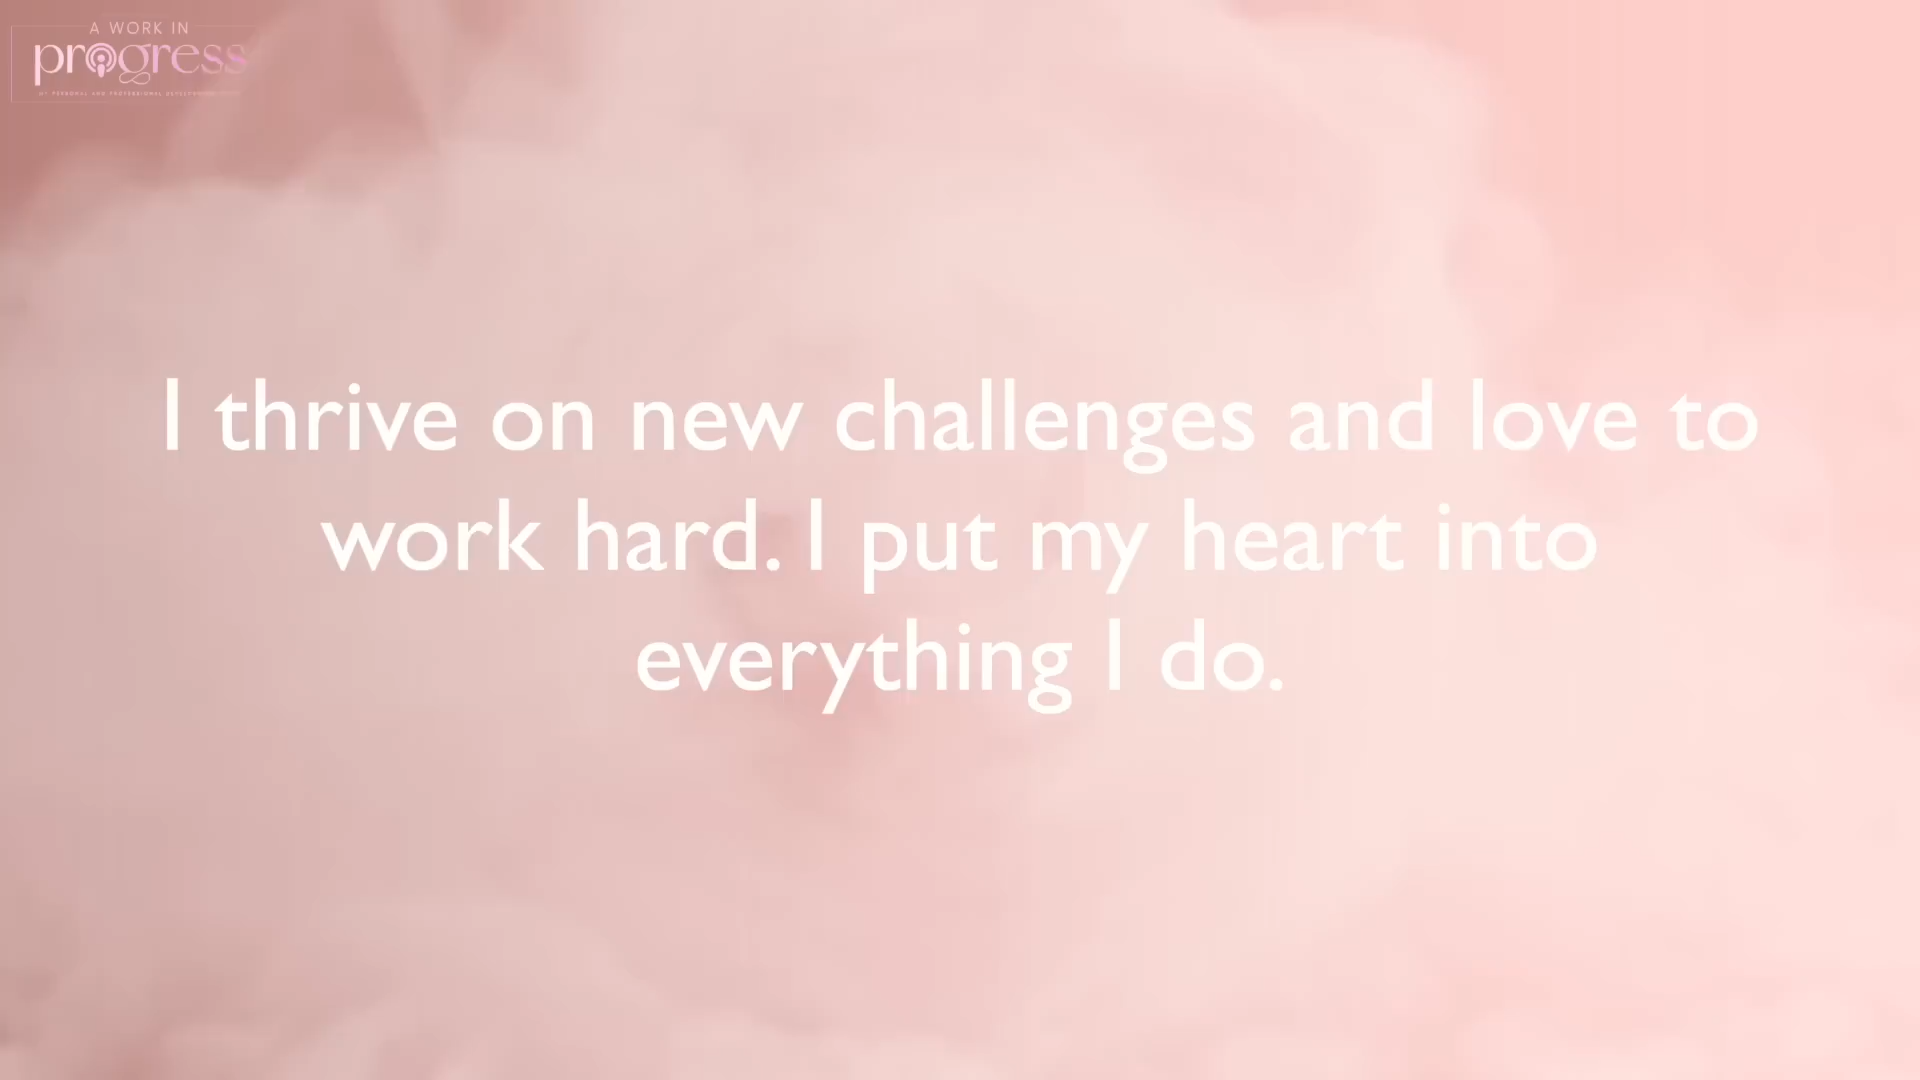 A WORK IN
progress
I thrive on new challenges and love to
work hard. I put my heart into
everything I do.